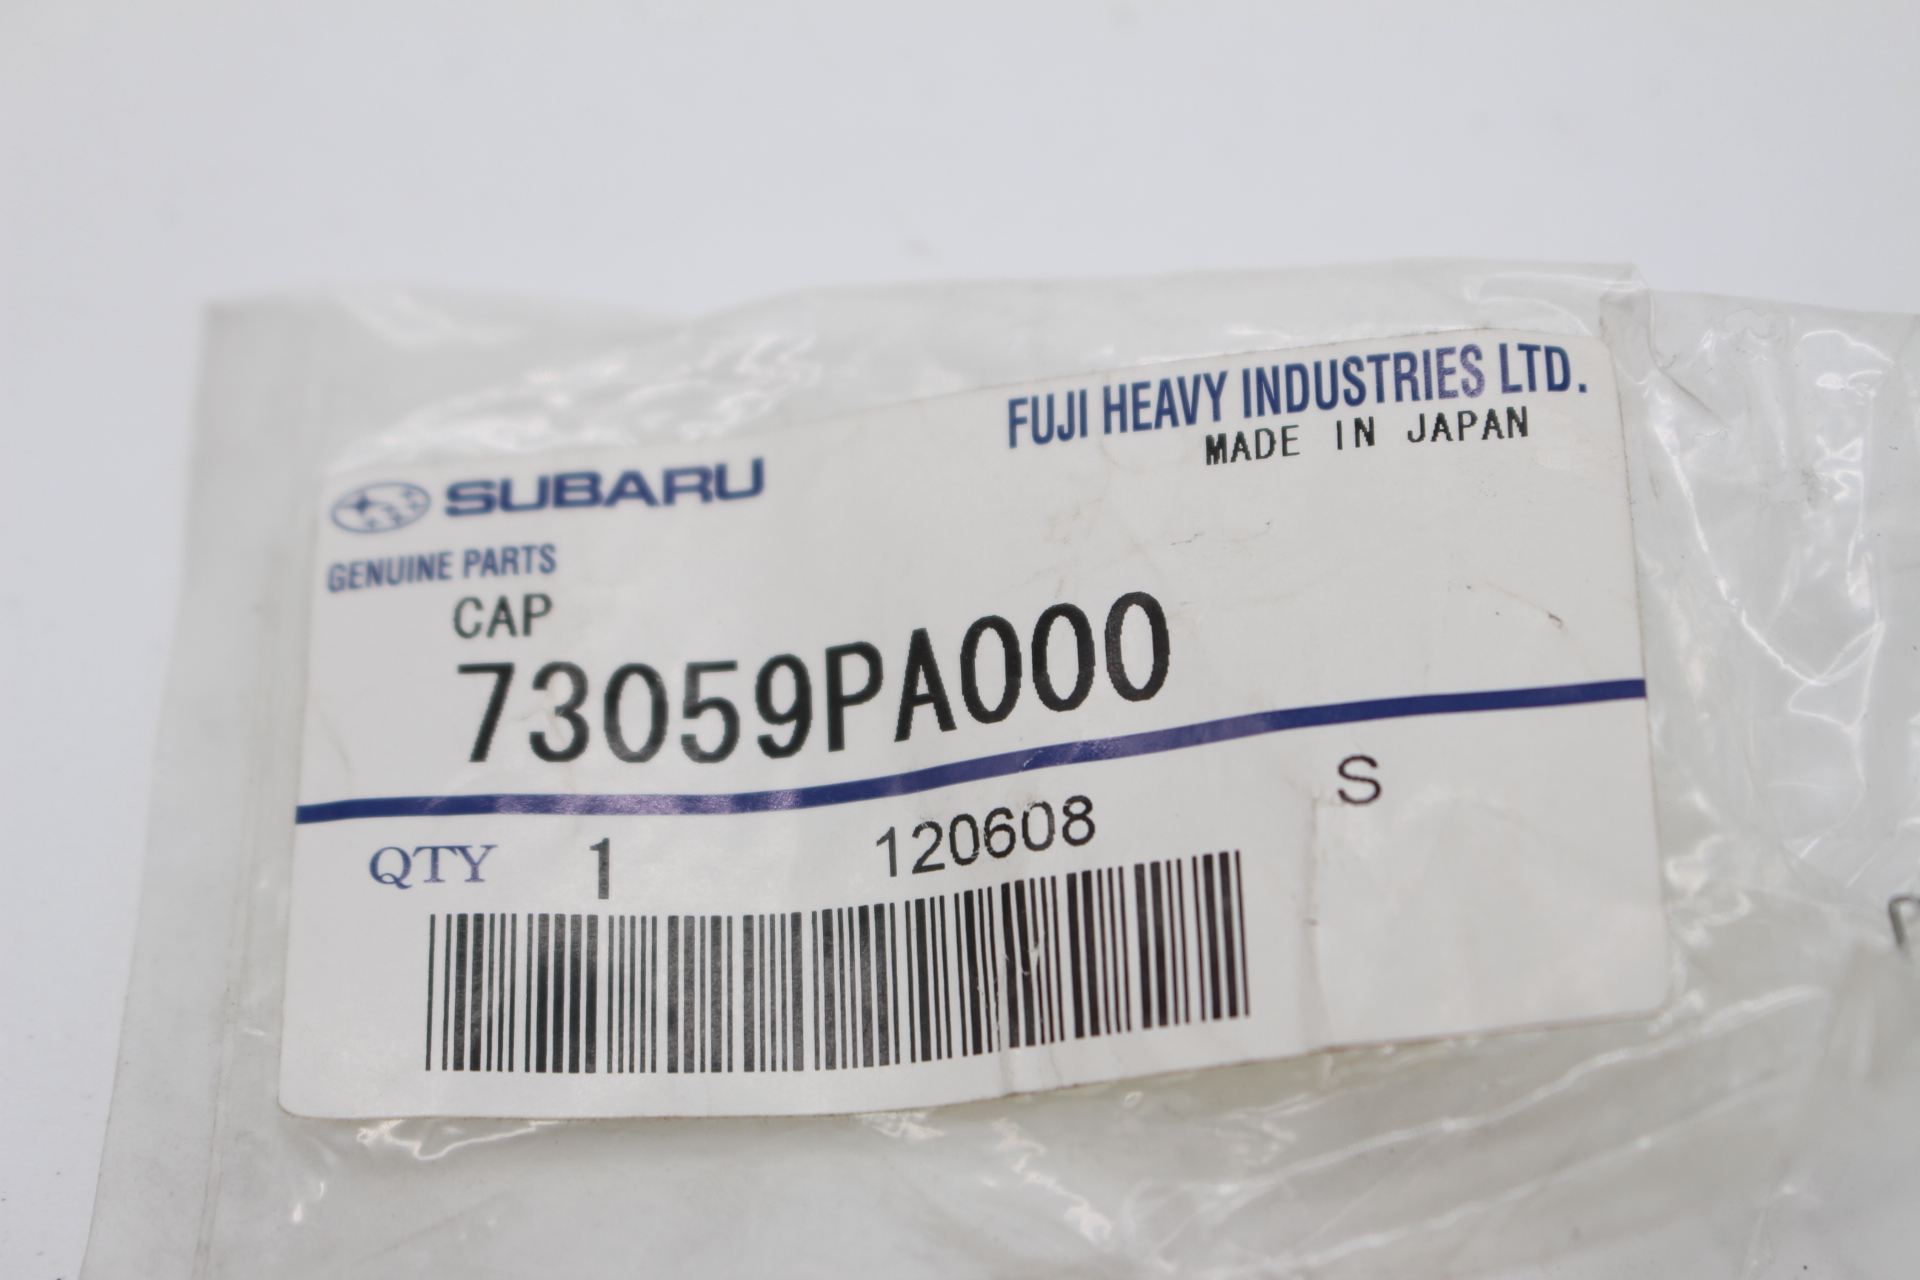 FUJI HEAVY INDUSTRIES LTD.
MADE IN JAPAN
SUBARU
GENUINE PARTS
CAP
73059PA000
S
QTY 1 120608